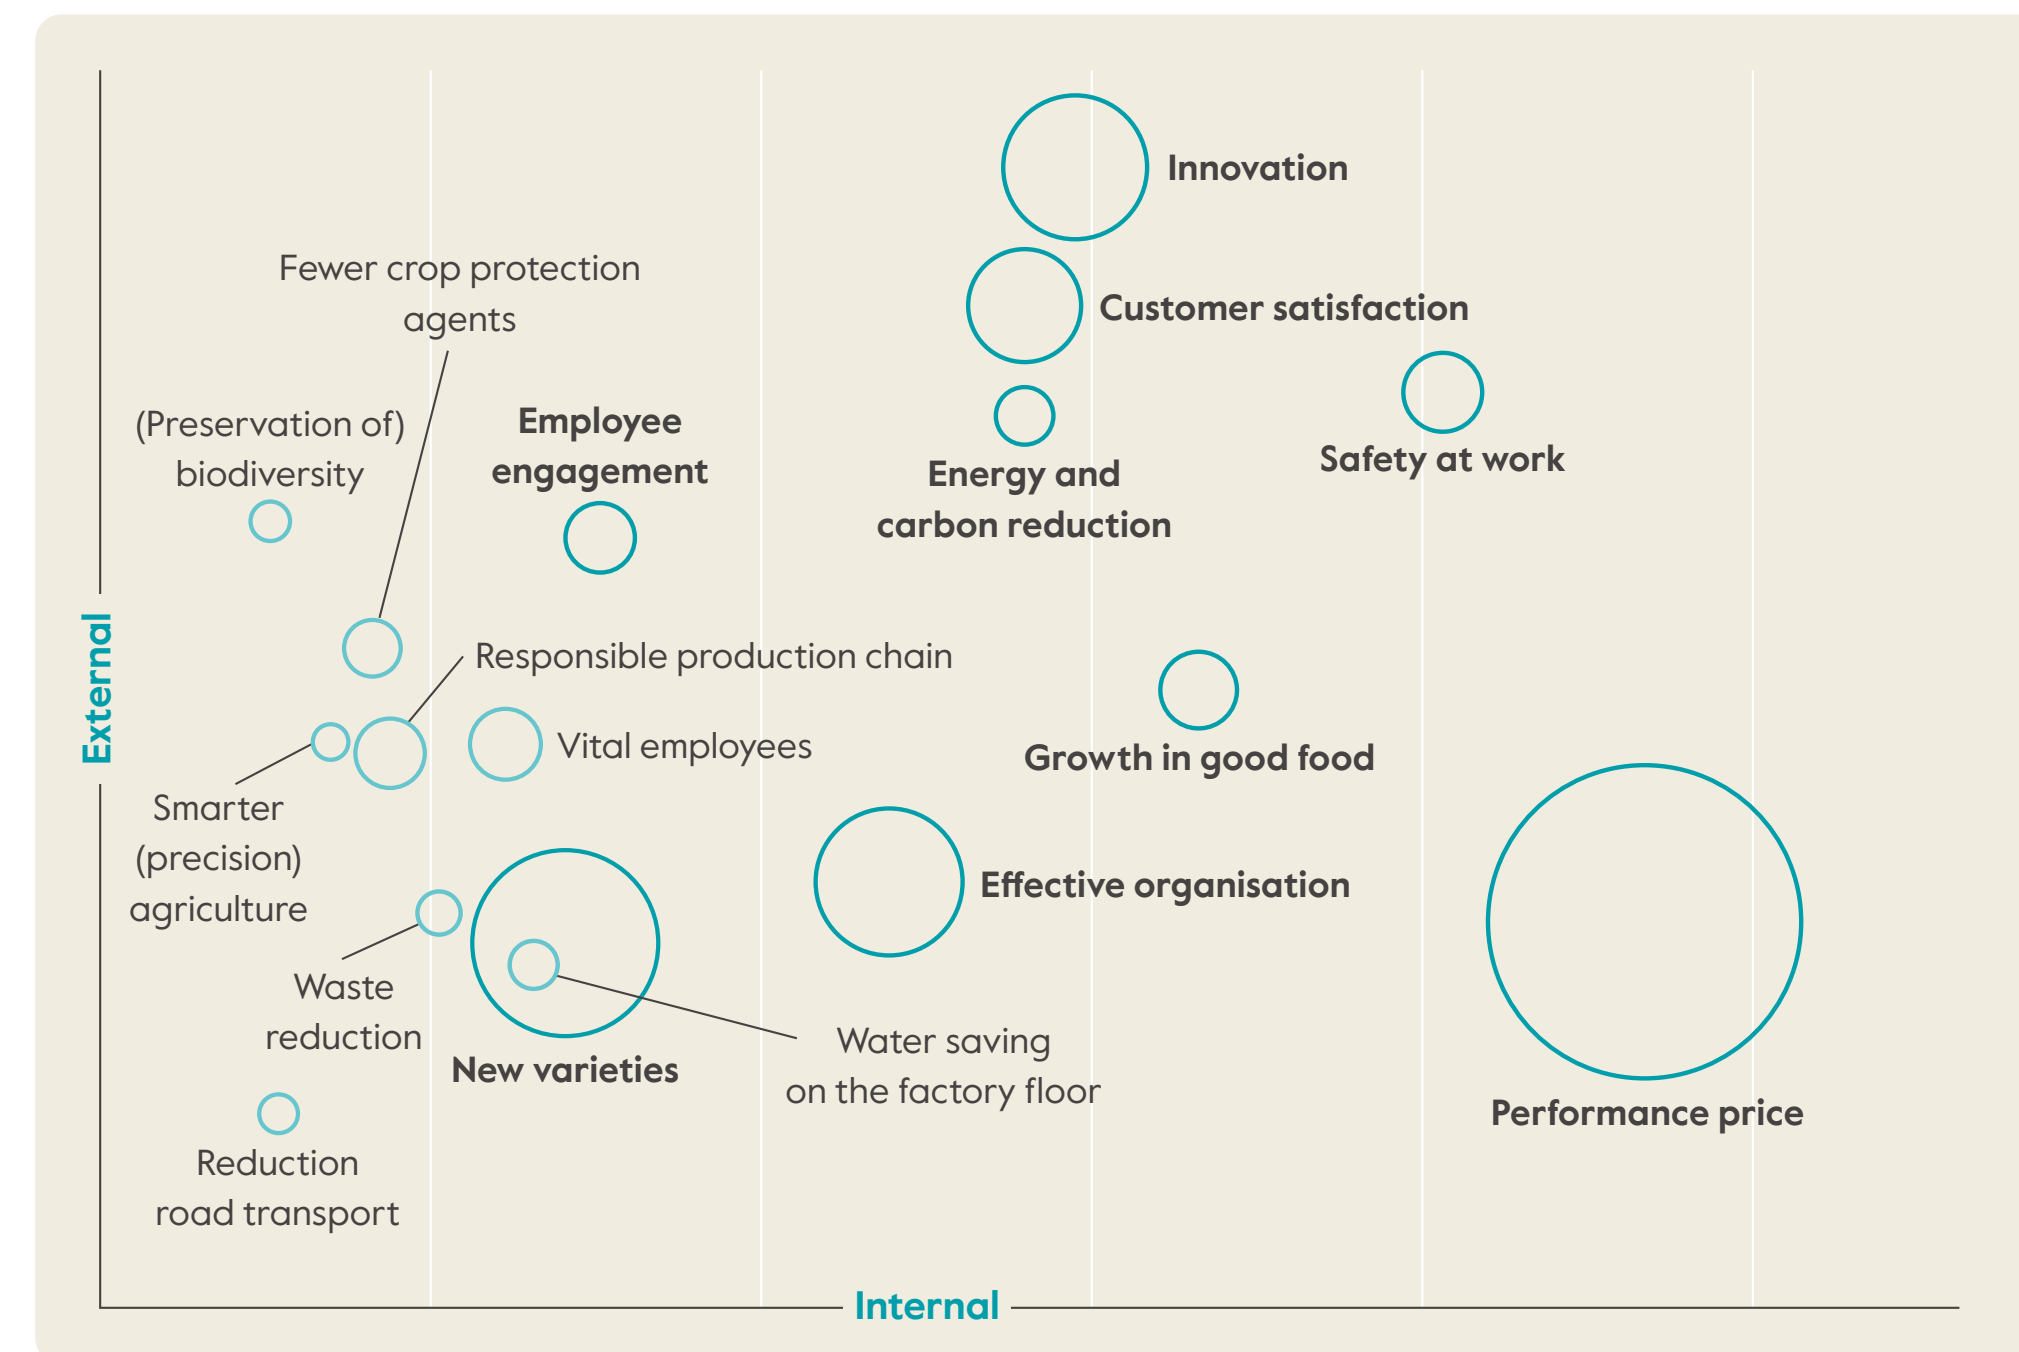 Innovation
Fewer crop protection
agents
Customer satisfaction
(Preservation of)
biodiversity
Employee
engagement
Energy and
carbon reduction
Safety at work
External
Responsible production chain
Vital employees
Growth in good food
Smarter
(precision)
agriculture
Effective organisation
Waste
reduction
New varieties
Water saving
on the factory floor
Performance price
Reduction
road transport
Internal